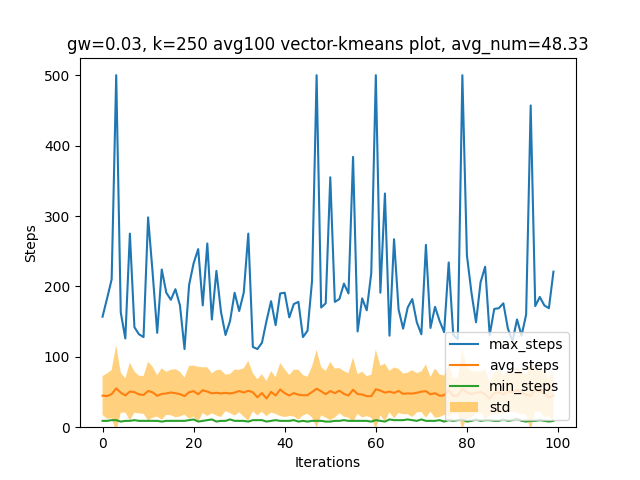 gw=0.03, k=250 avg100 vector-kmeans plot, avg_num=48.33
500
400
300
200
100
0
Steps
0 20 40 60 80 100
Iterations
max_steps
avg_steps
min_steps
std